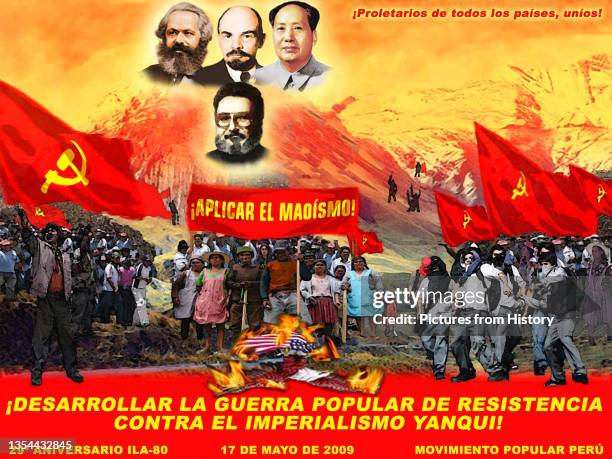 ¡Proletarios de todos los países, uníos!
¡APLICAR EL MAOÍSMO!
gettyimages
Credit: Pictures from History
¡DESARROLLAR LA GUERRA POPULAR DE RESISTENCIA
CONTRA EL IMPERIALISMO YANQUI!
ANIVERSARIO ILA-80 17 DE MAYO DE 2009 MOVIMIENTO POPULAR PERÚ
1354432845